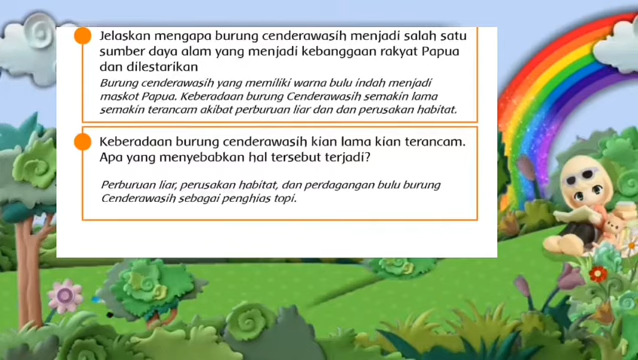 Jelaskan mengapa burung cenderawasih menjadi salah satu
sumber daya alam yang menjadi kebanggaan rakyat Papua
dan dilestarikan
Burung cenderawasih yang memiliki warna bulu indah menjadi
maskot Papua. Keberadaan burung Cenderawasih semakin lama
semakin terancam akibat perburuan liar dan dan perusakan habitat.
Keberadaan burung cenderawasih kian lama kian terancam.
Apa yang menyebabkan hal tersebut terjadi?
Perburuan liar, perusakan habitat, dan perdagangan bulu burung
Cenderawasih sebagai penghias topi.